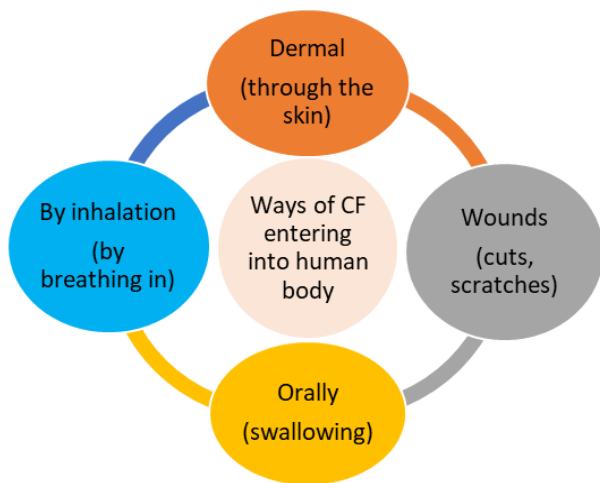 Dermal
(through the
skin)
By inhalation
(by
breathing in)
Ways of CF
entering
into human
body
Wounds
(cuts,
scratches)
Orally
(swallowing)